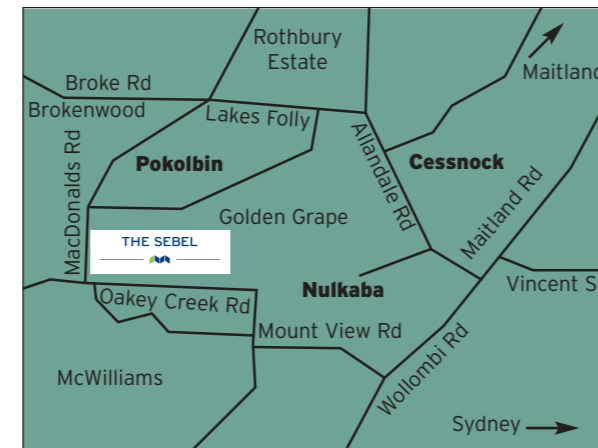 Rothbury
Estate
Maitland
Broke Rd
Brokenwood
Lakes Folly
Allandale Rd
Pokolbin
Cessnock
MacDonalds Rd
Golden Grape
Maitland Rd
THE SEBEL
Nulkaba
Vincent S
Oakey Creek Rd
Mount View Rd
McWilliams
Wollombi Rd
Sydney